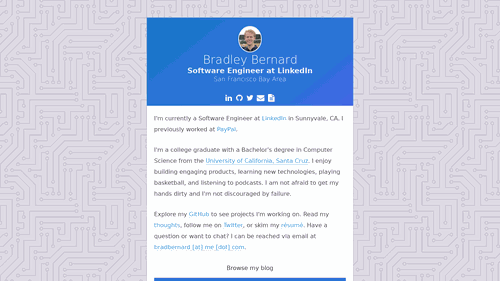 Bradley Bernard
Software Engineer at LinkedIn
San Francisco Bay Area
I'm currently a Software Engineer at LinkedIn in Sunnyvale, CA. I
previously worked at PayPal.
I'm a college graduate with a Bachelor's degree in Computer
Science from the University of California, Santa Cruz. I enjoy
building engaging products, learning new technologies, playing
basketball, and listening to podcasts. I am not afraid to get my
hands dirty and I'm not discouraged by failure.
Explore my GitHub to see projects I'm working on. Read my
thoughts, follow me on Twitter, or skim my résumé. Have a
question or want to chat? I can be reached via email at
bradbernard [at] me [dot] com.
Browse my blog